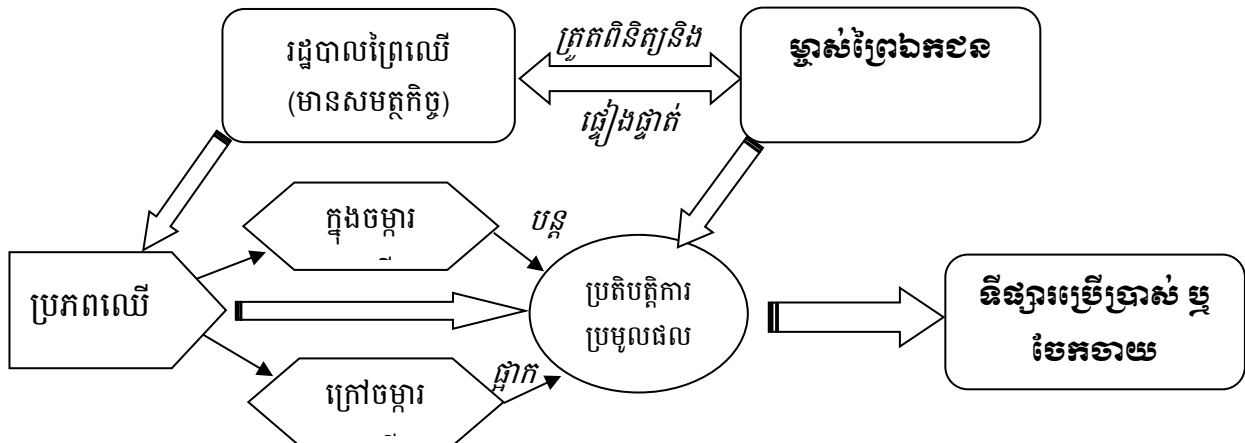 រដ្ឋបាលព្រៃឈើ
(មានសមត្ថកិច្ច)
ត្រួតពិនិត្យនិង
ផ្ទៀងផ្ទាត់
ម្ចាស់ព្រៃឯកជន
ក្នុងចម្ការ
បន្ត
ប្រភពឈើ
ប្រតិបត្តិការ
ប្រមូលផល
ទីផ្សារប្រើប្រាស់ ឬ
ចែកចាយ
ក្រៅចម្ការ
ផ្អាក